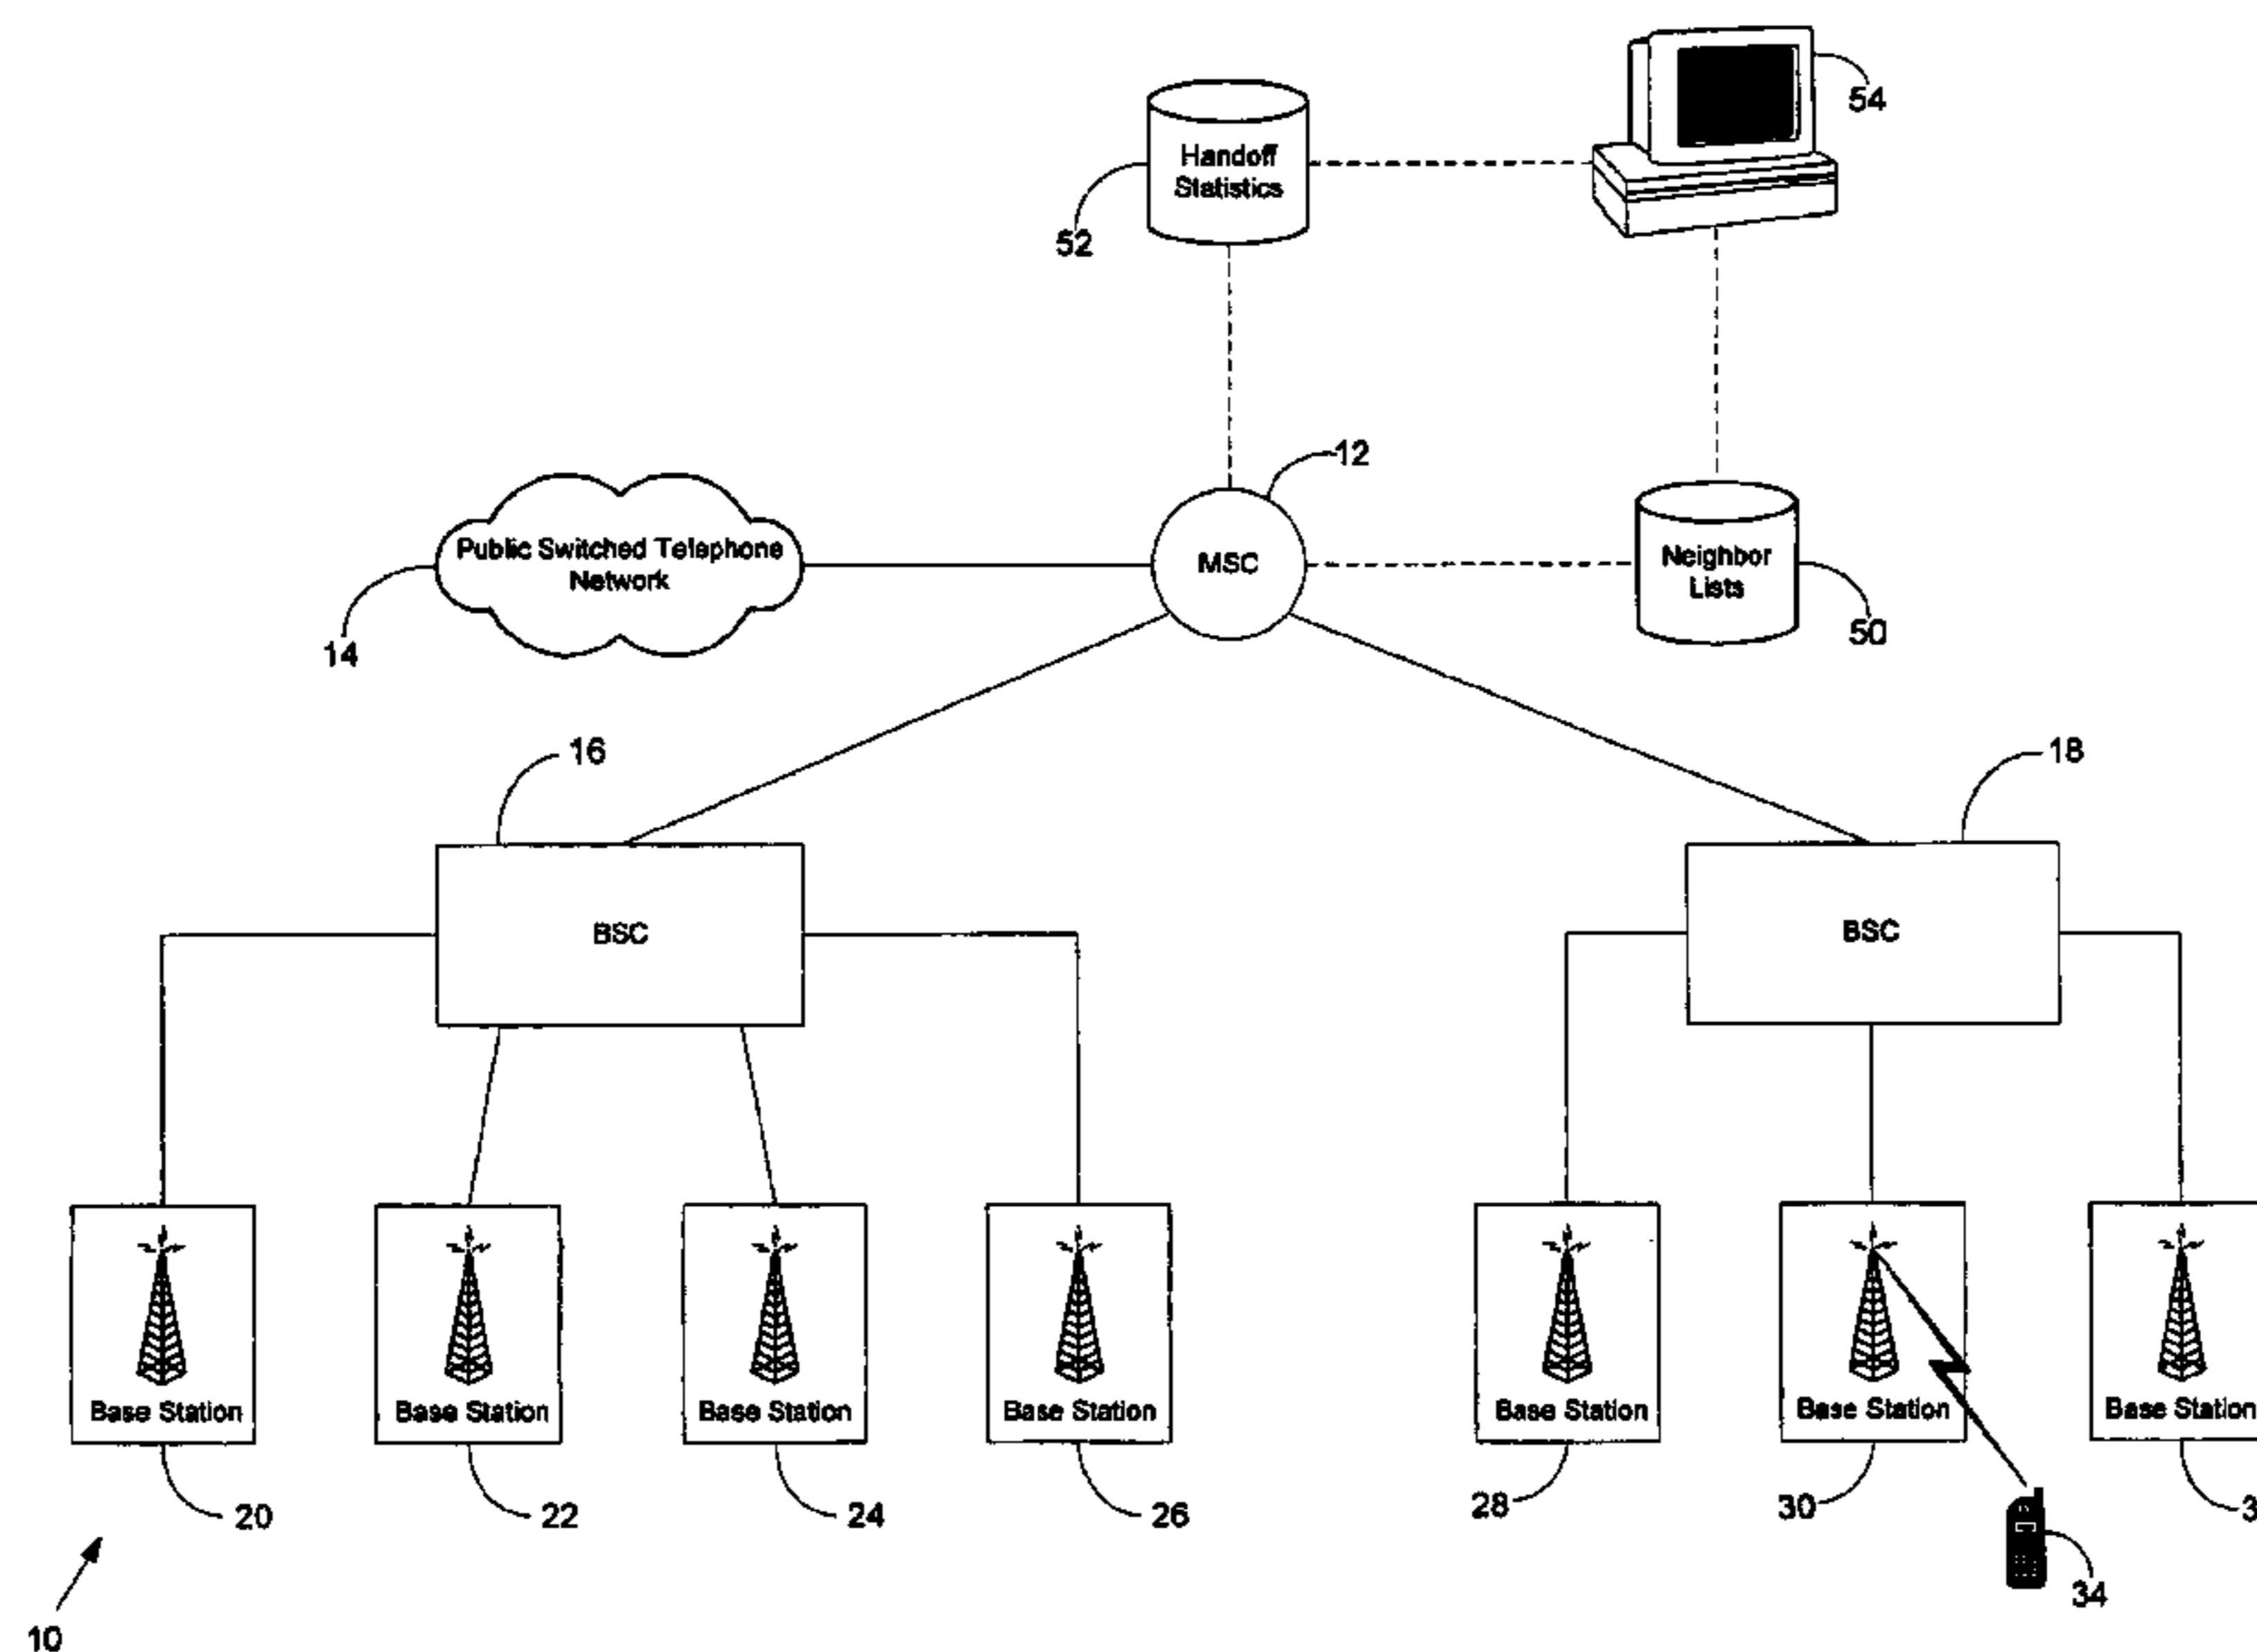 54
Handoff
Statistics
52
12
Public Switched Telephone
Network
MSC
Neighbor
Lists
14
50
16
18
BSC
BSC
Base Station
Base Station
Base Station
Base Station
Base Station
Base Station
Base Station
20
22
24
26
28
30
34
10